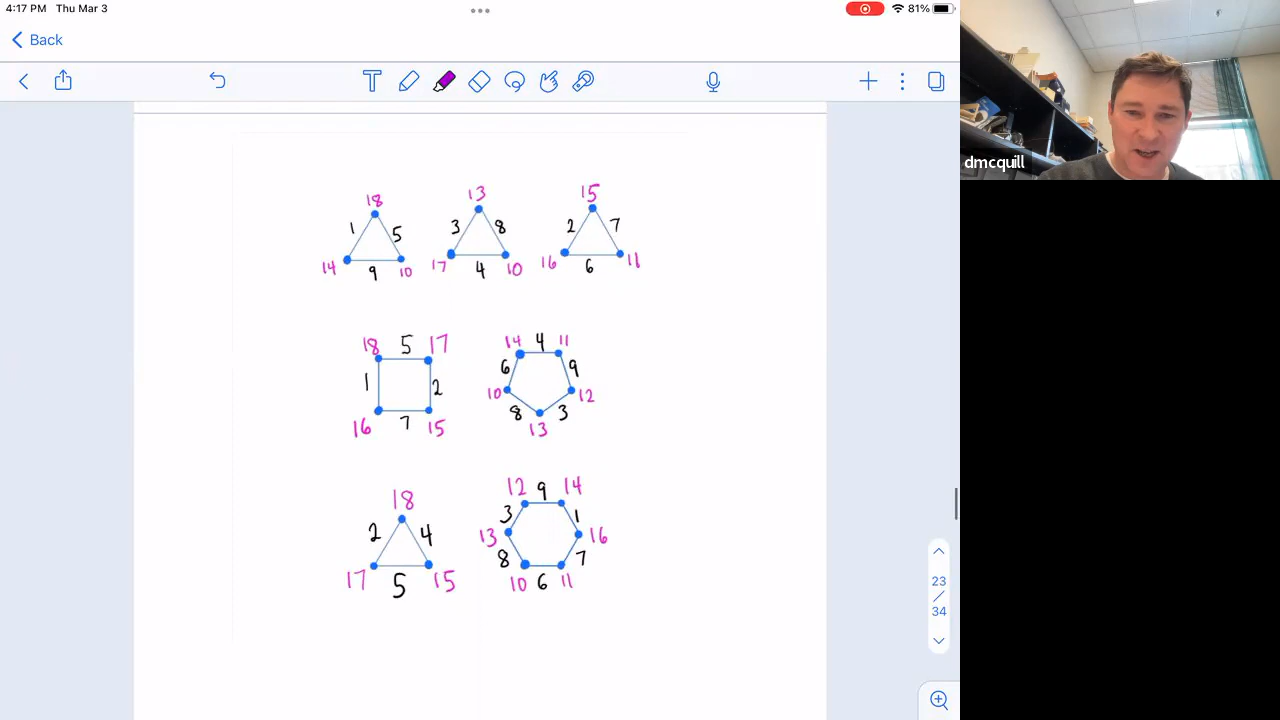 4:17 PM Thu Mar 3
81%
Back
T
dmcquill
18 13 15
1 5 3 8 2 7
14 9 10 17 4 10 16 6 11
18 5 17 14 4 11
1 2 6 9
10 12
16 7 15 8 13 3
18 12 9 14
2 4 3 1
13 16
8 7
17 5 15 10 6 11
23
/
34